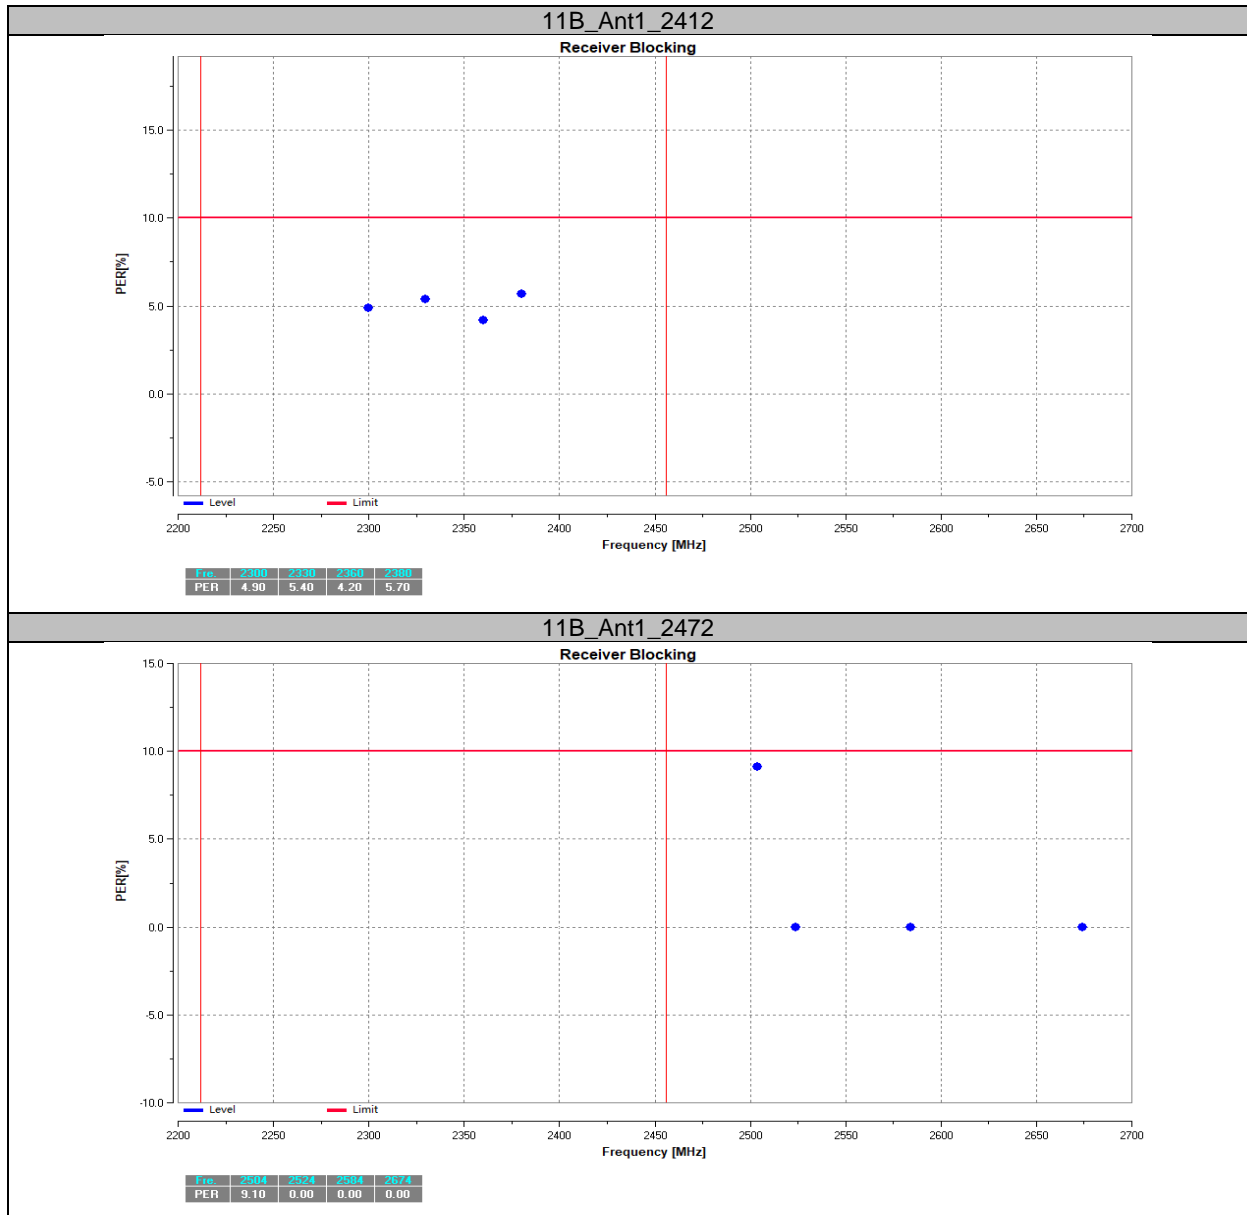 11B_Ant1_2412
Receiver Blocking
15.0
10.0
5.0
0.0
-5.0
PER[%]
Level Limit
2200 2250 2300 2350 2400 2450 2500 2550 2600 2650 2700
Frequency [MHz]
Fre. 2300 2330 2360 2380
PER 4.90 5.40 4.20 5.70
11B_Ant1_2472
Receiver Blocking
15.0
10.0
5.0
0.0
-5.0
-10.0
PER[%]
Level Limit
2200 2250 2300 2350 2400 2450 2500 2550 2600 2650 2700
Frequency [MHz]
Fre. 2504 2524 2584 2674
PER 9.10 0.00 0.00 0.00